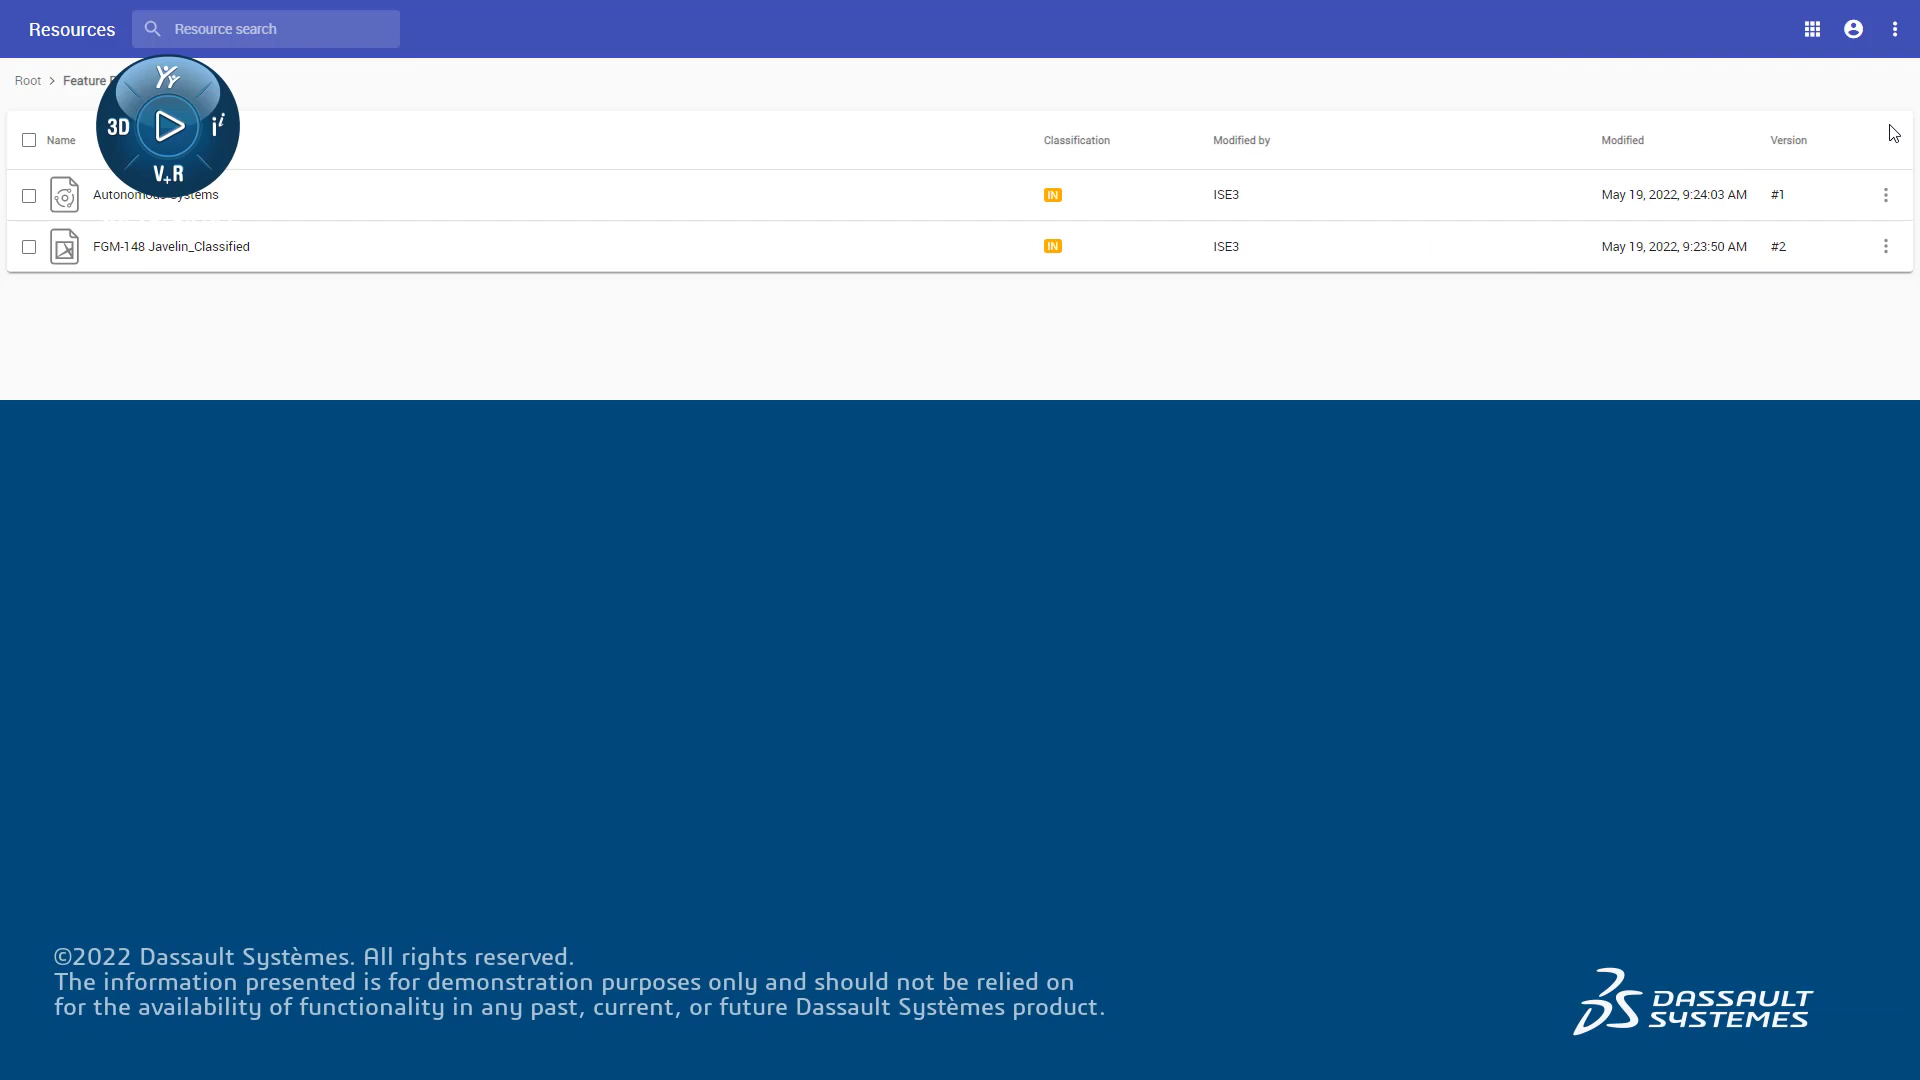 Resources Resource search
Root > Feature
3D i i V+R
Name Classification Modified by Modified Version
Autonomous Systems IN ISE3 May 19, 2022, 9:24:03 AM #1
FGM-148 Javelin_Classified IN ISE3 May 19, 2022, 9:23:50 AM #2
©2022 Dassault Systèmes. All rights reserved.
The information presented is for demonstration purposes only and should not be relied on
for the availability of functionality in any past, current, or future Dassault Systèmes product.
DASSAULT
SYSTEMES